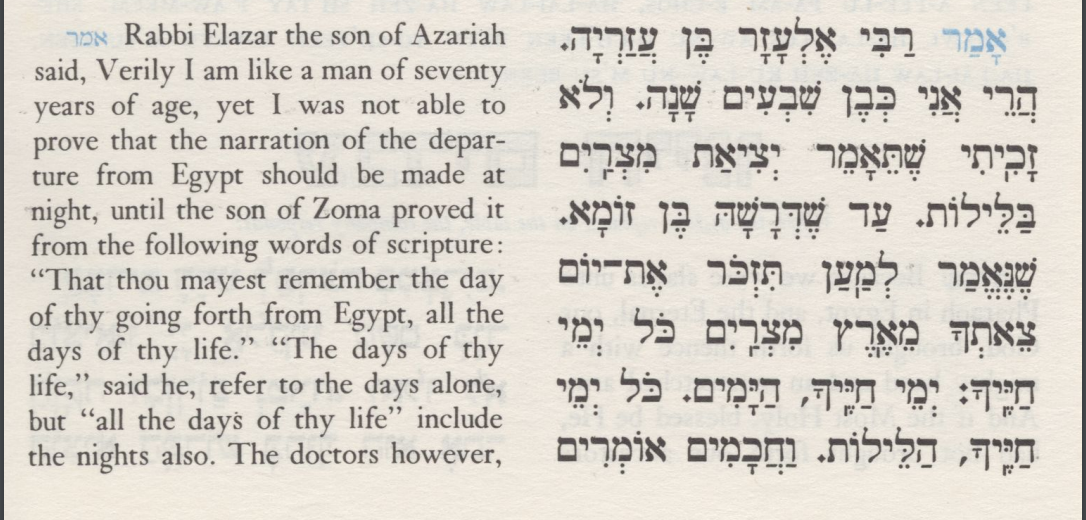 אמר Rabbi Elazar the son of Azariah
said, Verily I am like a man of seventy
years of age, yet I was not able to
prove that the narration of the depar-
ture from Egypt should be made at
night, until the son of Zoma proved it
from the following words of scripture:
“That thou mayest remember the day
of thy going forth from Egypt, all the
days of thy life.” “The days of thy
life,” said he, refer to the days alone,
but “all the days of thy life” include
the nights also. The doctors however,
אָמַר רַבִּי אֶלְעָזָר בֶּן עֲזַרְיָה.
הֲרֵי אֲנִי כְּבֶן שִׁבְעִים שָׁנָה. וְלֹא
זָכִיתִי שֶׁתֵּאָמֵר יְצִיאַת מִצְרַיִם
בַּלֵּילוֹת. עַד שֶׁדְּרָשָׁהּ בֶּן זוֹמָא.
שֶׁנֶּאֱמַר לְמַעַן תִּזְכֹּר אֶת־יוֹם
צֵאתְךָ מֵאֶרֶץ מִצְרַיִם כֹּל יְמֵי
חַיֶּיךָ: יְמֵי חַיֶּיךָ, הַיָּמִים. כֹּל יְמֵי
חַיֶּיךָ, הַלֵּילוֹת. וַחֲכָמִים אוֹמְרִים